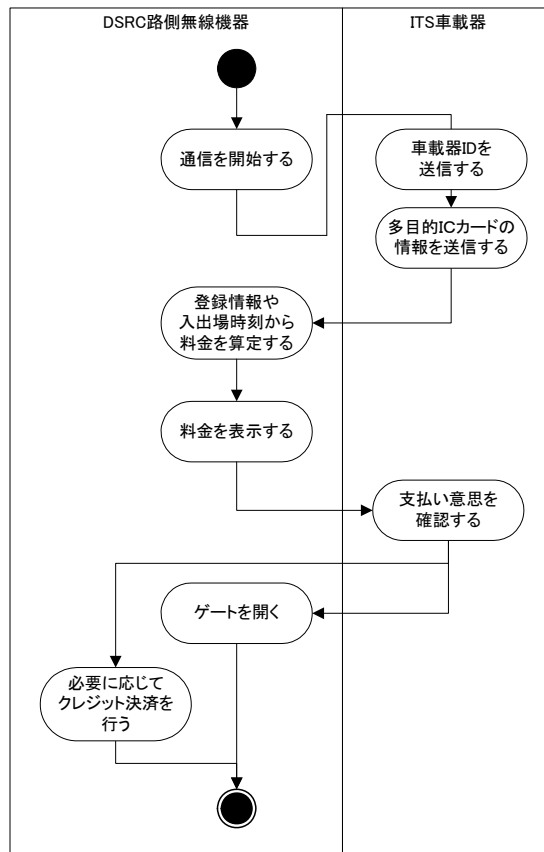 DSRC路側無線機器
ITS車載器
通信を開始する
車載器IDを
送信する
多目的ICカードの
情報を送信する
登録情報や
入出場時刻から
料金を算定する
料金を表示する
支払い意思を
確認する
ゲートを開く
必要に応じて
クレジット決済を
行う